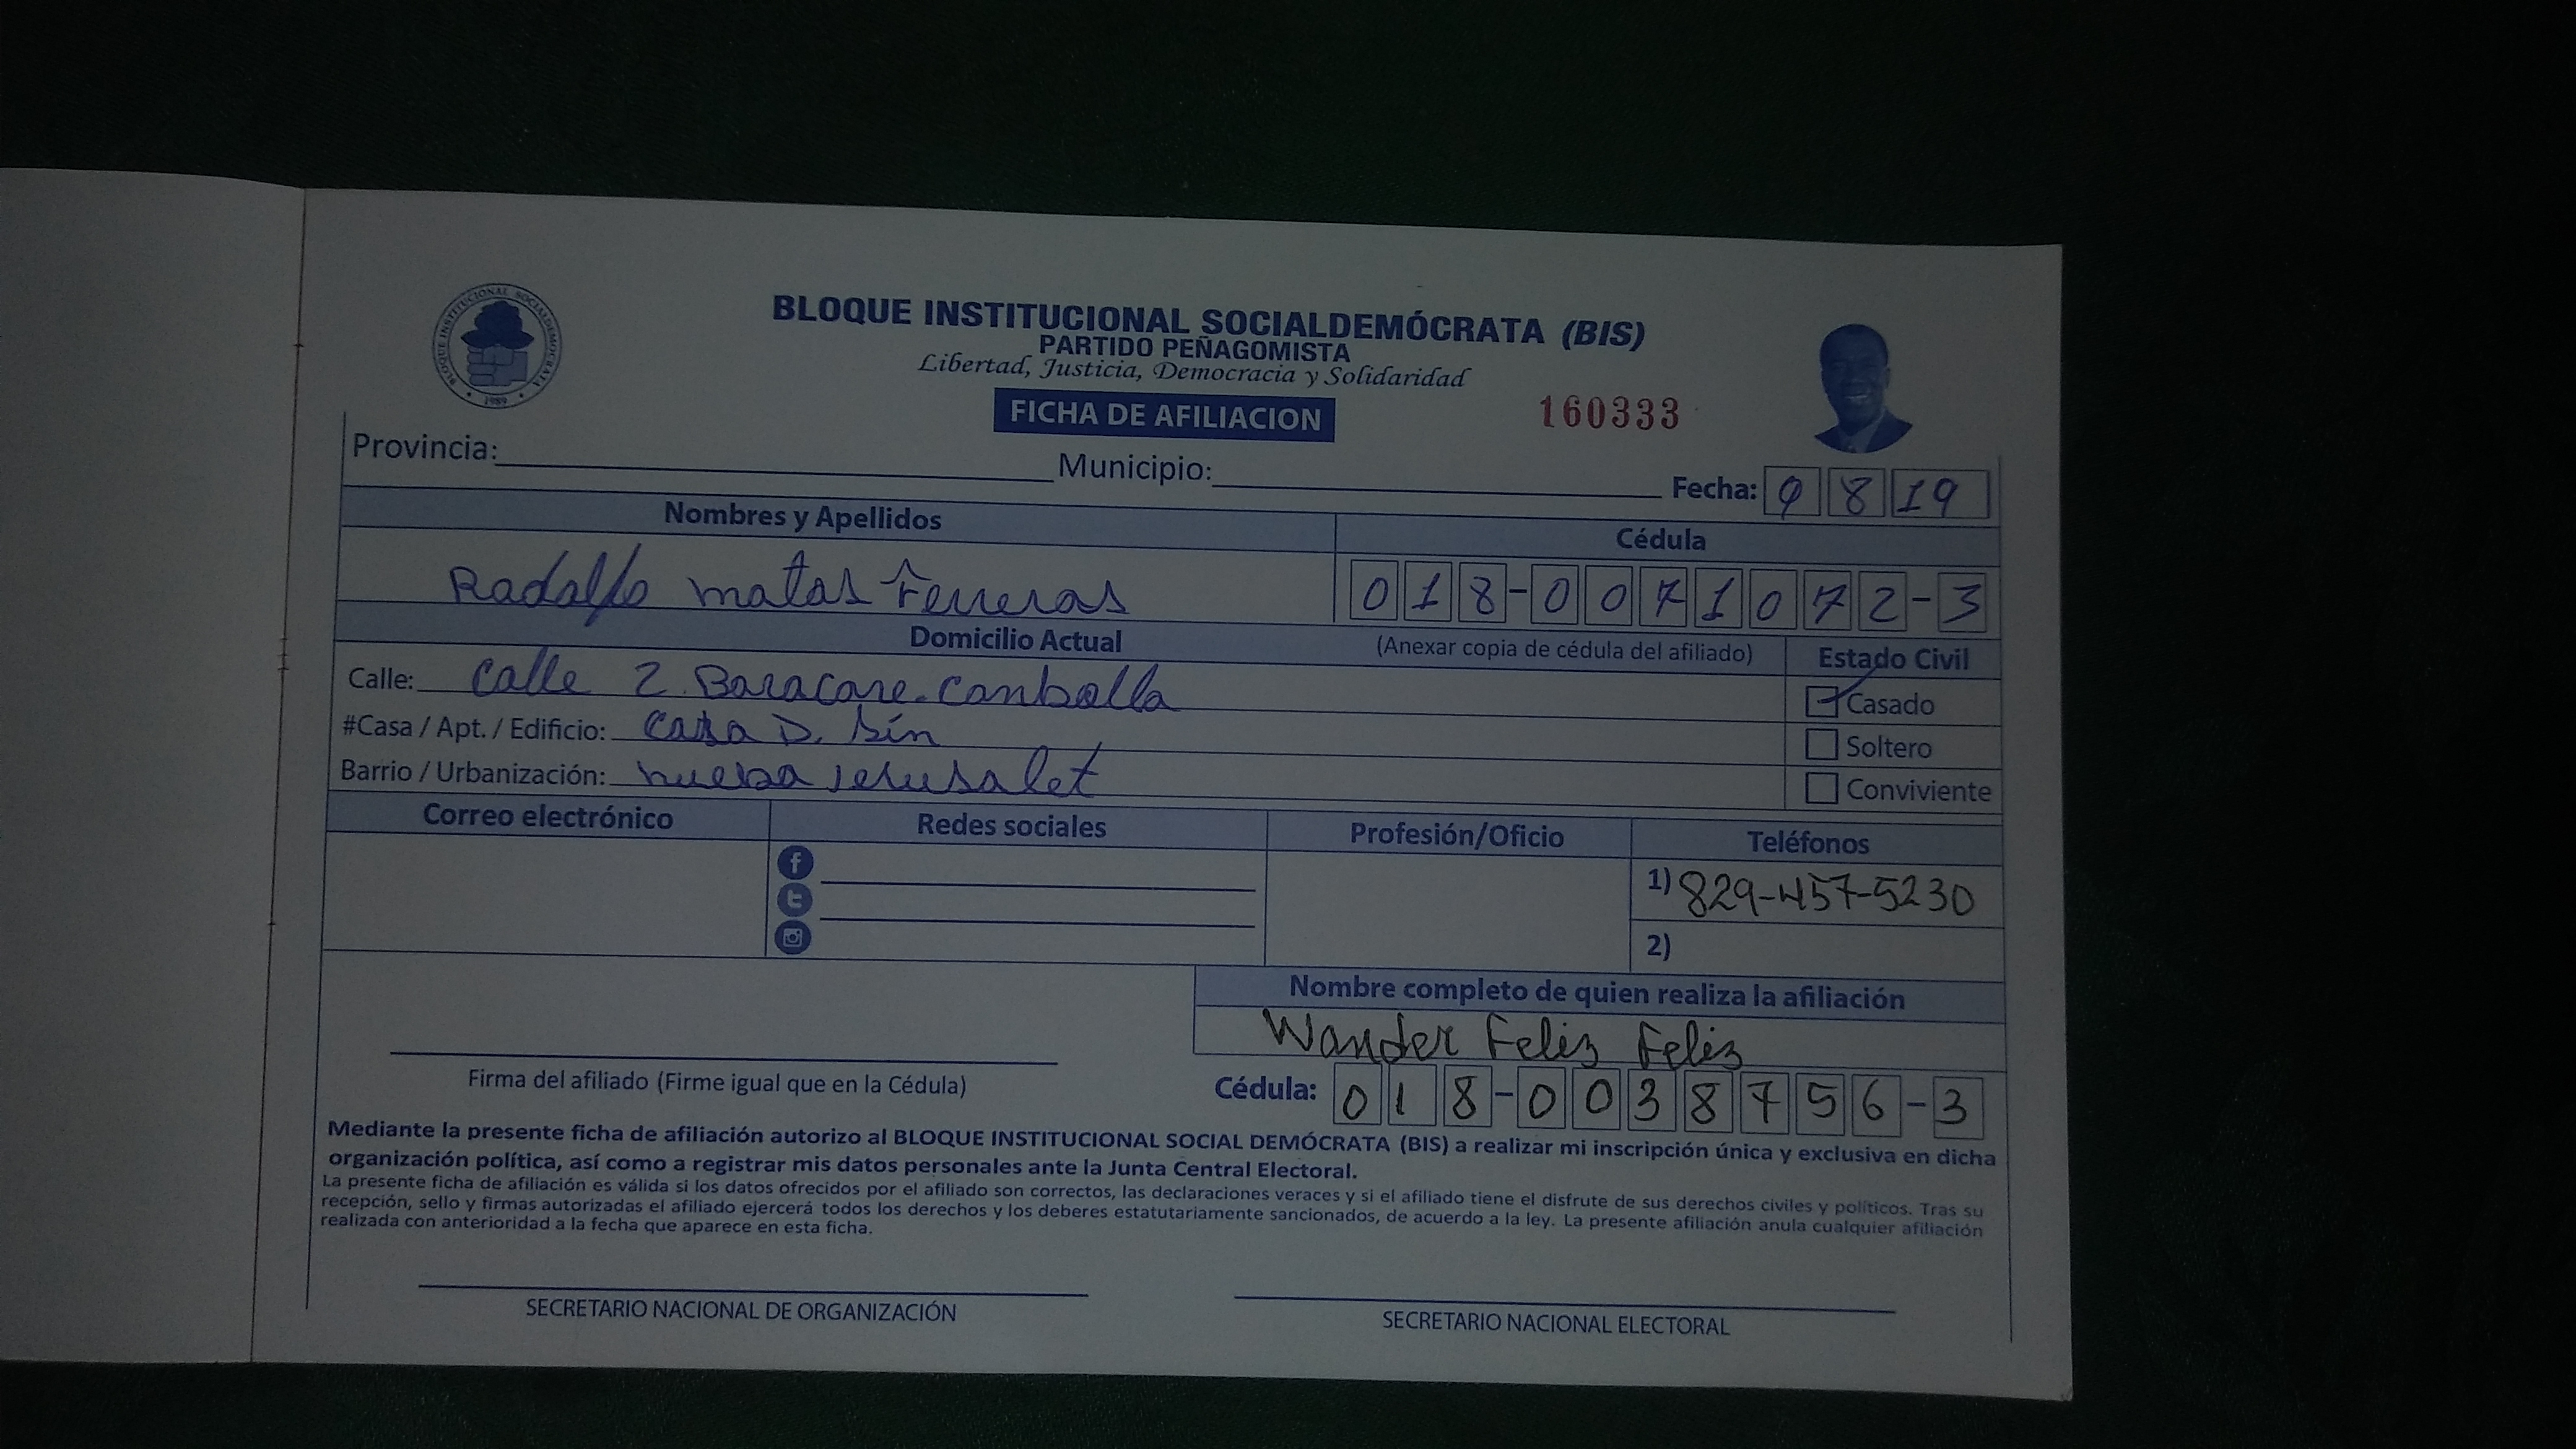 BLOQUE INSTITUCIONAL SOCIALDEMÓCRATA
1989
BLOQUE INSTITUCIONAL SOCIALDEMÓCRATA (BIS)
PARTIDO PEÑAGOMISTA
Libertad, Justicia, Democracia y Solidaridad
FICHA DE AFILIACION 160333
Provincia: Municipio: Fecha: 9 8 19
Nombres y Apellidos Cédula
Radalfo matas Ferreras 018-0071072-3
Domicilio Actual (Anexar copia de cédula del afiliado) Estado Civil
Calle: Calle 2. Baracare. Canbolla Casado
#Casa / Apt. / Edificio: Casa D. Sin Soltero
Barrio / Urbanización: nueba jerusalet Conviviente
Correo electrónico Redes sociales Profesión/Oficio Teléfonos
1) 829-457-5230
2)
Nombre completo de quien realiza la afiliación
Wander Feliz Feliz
Firma del afiliado (Firme igual que en la Cédula) Cédula: 018-0038756-3
Mediante la presente ficha de afiliación autorizo al BLOQUE INSTITUCIONAL SOCIAL DEMÓCRATA (BIS) a realizar mi inscripción única y exclusiva en dicha
organización política, así como a registrar mis datos personales ante la Junta Central Electoral.
La presente ficha de afiliación es válida si los datos ofrecidos por el afiliado son correctos, las declaraciones veraces y si el afiliado tiene el disfrute de sus derechos civiles y políticos. Tras su
recepción, sello y firmas autorizadas el afiliado ejercerá todos los derechos y los deberes estatutariamente sancionados, de acuerdo a la ley. La presente afiliación anula cualquier afiliación
realizada con anterioridad a la fecha que aparece en esta ficha.
SECRETARIO NACIONAL DE ORGANIZACIÓN SECRETARIO NACIONAL ELECTORAL